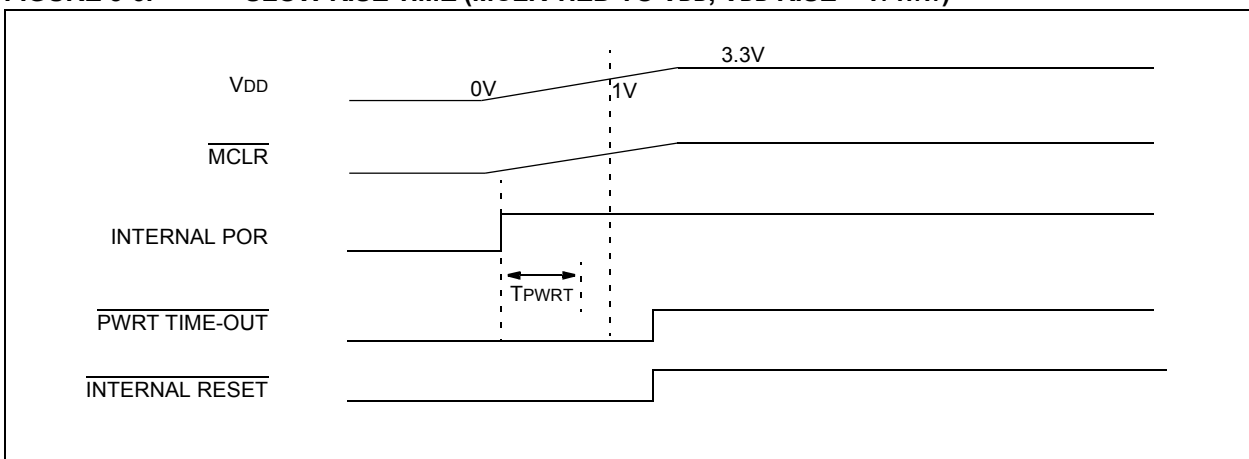 VDD
0V
1V
3.3V
MCLR
INTERNAL POR
TPWRT
PWRT TIME-OUT
INTERNAL RESET